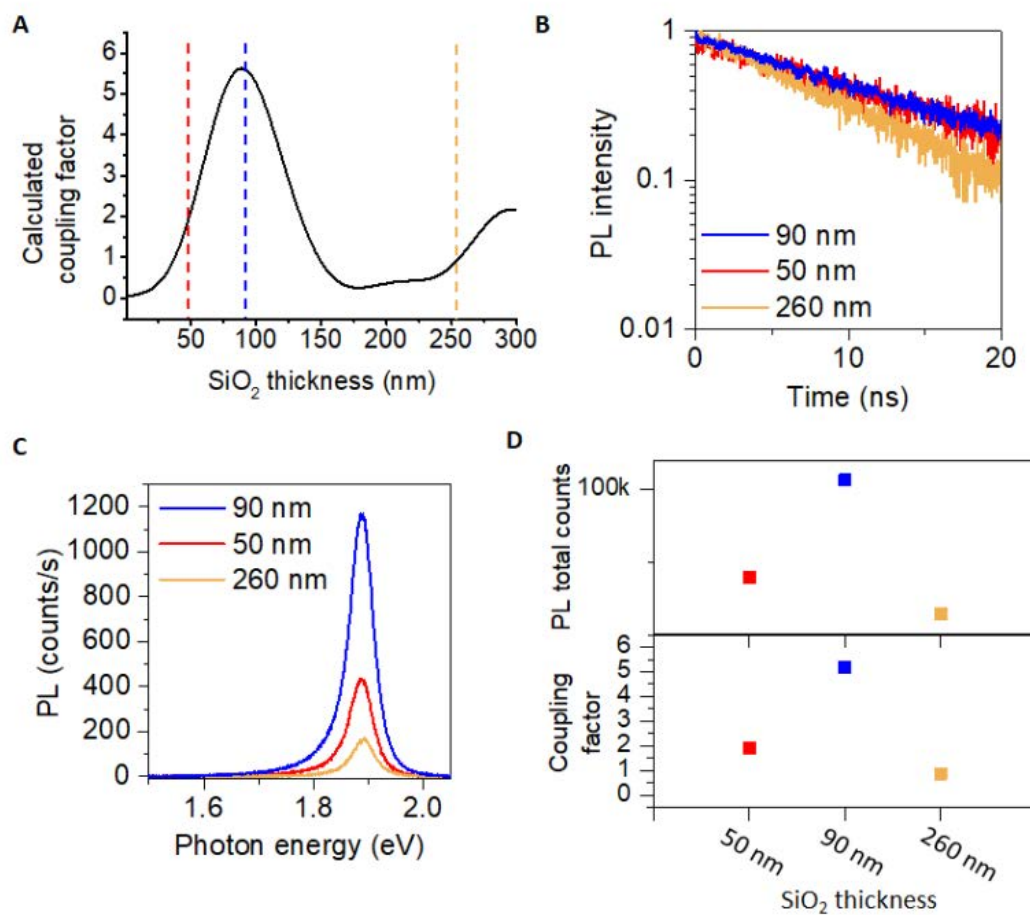 A
Calculated
coupling factor
6
5
4
3
2
1
0
50 100 150 200 250 300
SiO₂ thickness (nm)
B
PL intensity
1
0.1
0.01
90 nm
50 nm
260 nm
0 10 20
Time (ns)
C
PL (counts/s)
1200
1000
800
600
400
200
0
90 nm
50 nm
260 nm
1.6 1.8 2.0
Photon energy (eV)
D
PL total counts
100k
Coupling
factor
6
5
4
3
2
1
0
50 nm 90 nm 260 nm
SiO₂ thickness